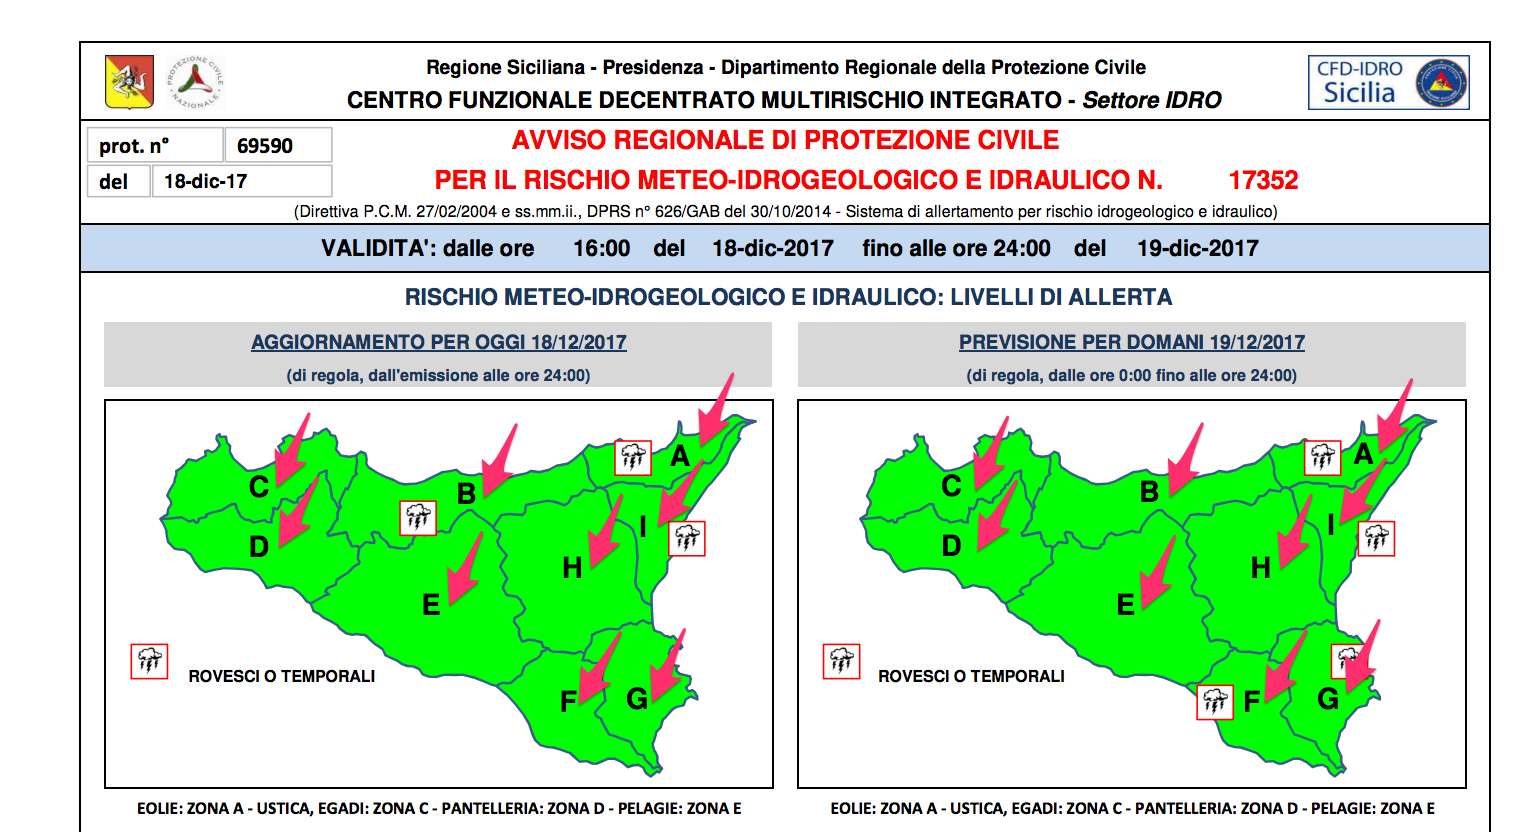 Regione Siciliana - Presidenza - Dipartimento Regionale della Protezione Civile
CENTRO FUNZIONALE DECENTRATO MULTIRISCHIO INTEGRATO - Settore IDRO
PROTEZIONE CIVILE
NAZIONALE
CFD-IDRO
Sicilia
prot. n° 69590
del 18-dic-17
AVVISO REGIONALE DI PROTEZIONE CIVILE
PER IL RISCHIO METEO-IDROGEOLOGICO E IDRAULICO N. 17352
(Direttiva P.C.M. 27/02/2004 e ss.mm.ii., DPRS n° 626/GAB del 30/10/2014 - Sistema di allertamento per rischio idrogeologico e idraulico)
VALIDITA': dalle ore 16:00 del 18-dic-2017 fino alle ore 24:00 del 19-dic-2017
RISCHIO METEO-IDROGEOLOGICO E IDRAULICO: LIVELLI DI ALLERTA
AGGIORNAMENTO PER OGGI 18/12/2017
(di regola, dall'emissione alle ore 24:00)
A
C
B
I
D
H
E
F
G
ROVESCI O TEMPORALI
EOLIE: ZONA A - USTICA, EGADI: ZONA C - PANTELLERIA: ZONA D - PELAGIE: ZONA E
PREVISIONE PER DOMANI 19/12/2017
(di regola, dalle ore 0:00 fino alle ore 24:00)
A
C
B
I
D
H
E
F
G
ROVESCI O TEMPORALI
EOLIE: ZONA A - USTICA, EGADI: ZONA C - PANTELLERIA: ZONA D - PELAGIE: ZONA E